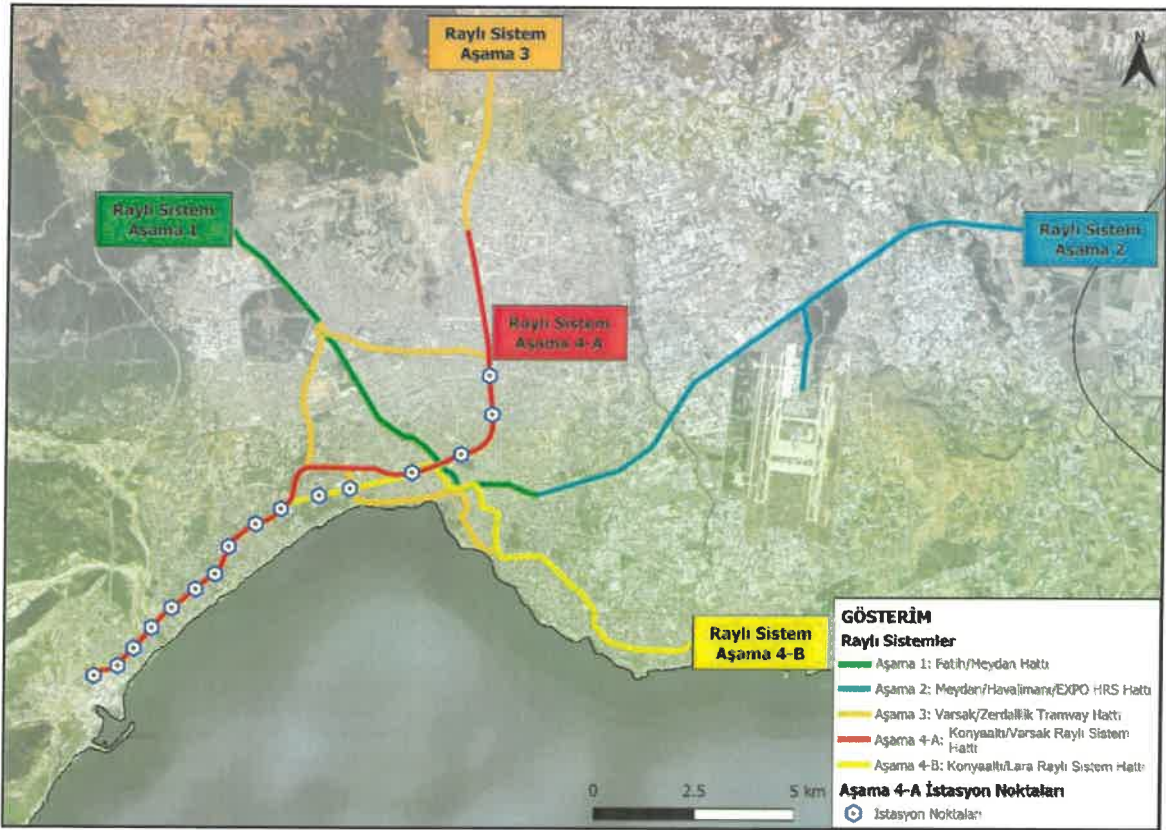 Raylı Sistem
Aşama 3
N
Raylı Sistem
Aşama 1
Raylı Sistem
Aşama 2
Raylı Sistem
Aşama 4-A
Raylı Sistem
Aşama 4-B
GÖSTERİM
Raylı Sistemler
Aşama 1: Fatih/Meydan Hattı
Aşama 2: Meydan/Havalimanı/EXPO HRS Hattı
Aşama 3: Varsak/Zerdalilik Tramvay Hattı
Aşama 4-A: Konyaaltı/Varsak Raylı Sistem
Hattı
Aşama 4-B: Konyaaltı/Lara Raylı Sistem Hattı
Aşama 4-A İstasyon Noktaları
İstasyon Noktaları
0 2.5 5 km